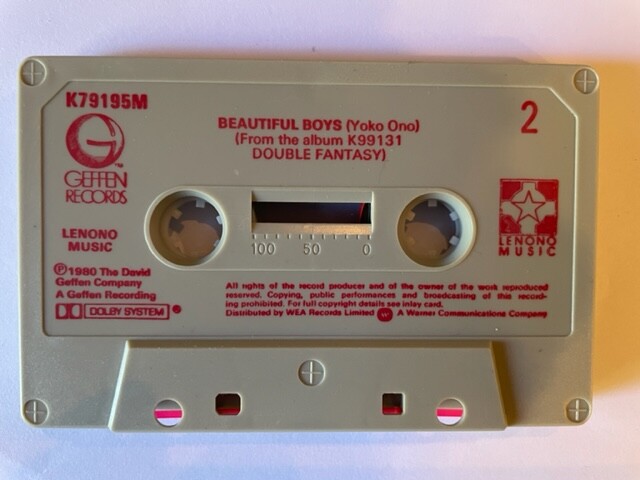 K79195M
BEAUTIFUL BOYS (Yoko Ono)
(From the album K99131
DOUBLE FANTASY)
2
G
TM
GEFFEN
RECORDS
LENONO
MUSIC
100 50 0
LENONO
MUSIC
Ⓟ1980 The David
Geffen Company
A Geffen Recording
DOLBY SYSTEM ®
All rights of the record producer and of the owner of the work reproduced
reserved. Copying, public performances and broadcasting of this record-
ing prohibited. For full copyright details see inlay card.
Distributed by WEA Records Limited W A Warner Communications Company